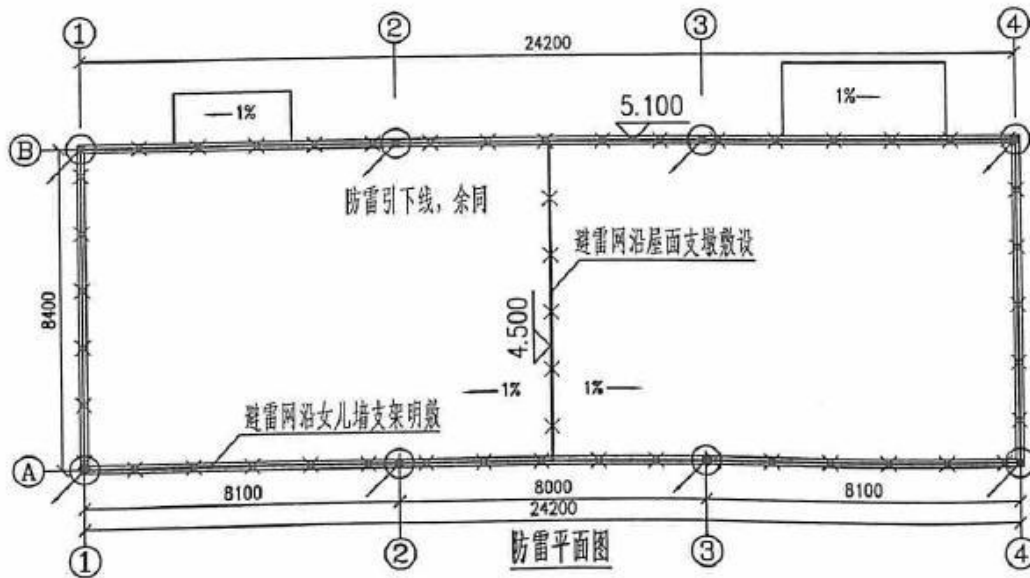 ① ② ③ ④
24200
1% 1%
5.100
Ⓑ
防雷引下线，余同
避雷网沿屋面支墩敷设
8400
4.500
1% 1%
避雷网沿女儿墙支架明敷
Ⓐ
8100 8000 8100
24200
防雷平面图
① ② ③ ④